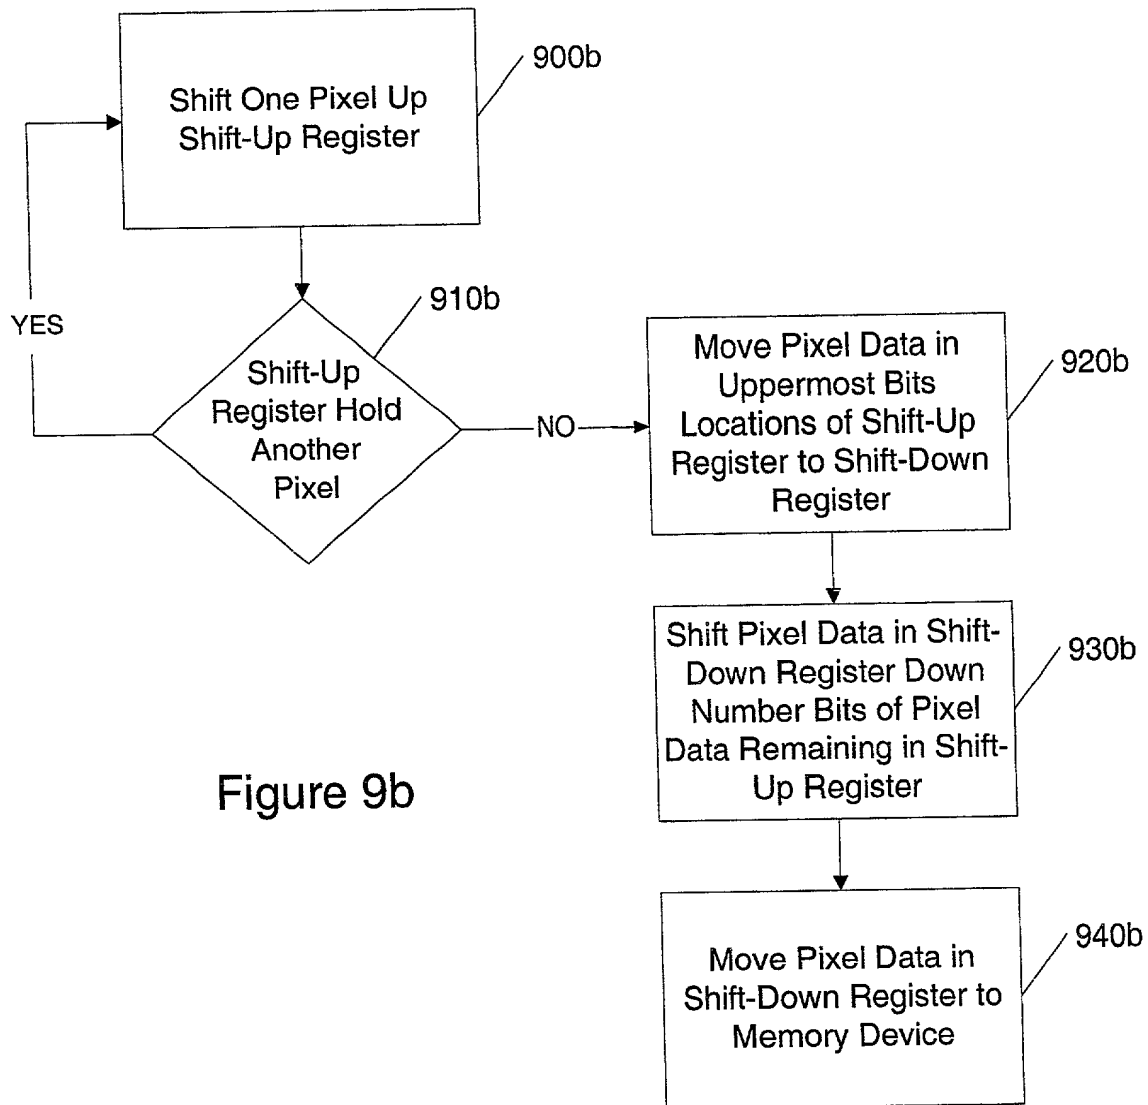 Shift One Pixel Up
Shift-Up Register
900b
YES
910b
Shift-Up
Register Hold
Another
Pixel
NO
Move Pixel Data in
Uppermost Bits
Locations of Shift-Up
Register to Shift-Down
Register
920b
Shift Pixel Data in Shift-
Down Register Down
Number Bits of Pixel
Data Remaining in Shift-
Up Register
930b
Figure 9b
Move Pixel Data in
Shift-Down Register to
Memory Device
940b